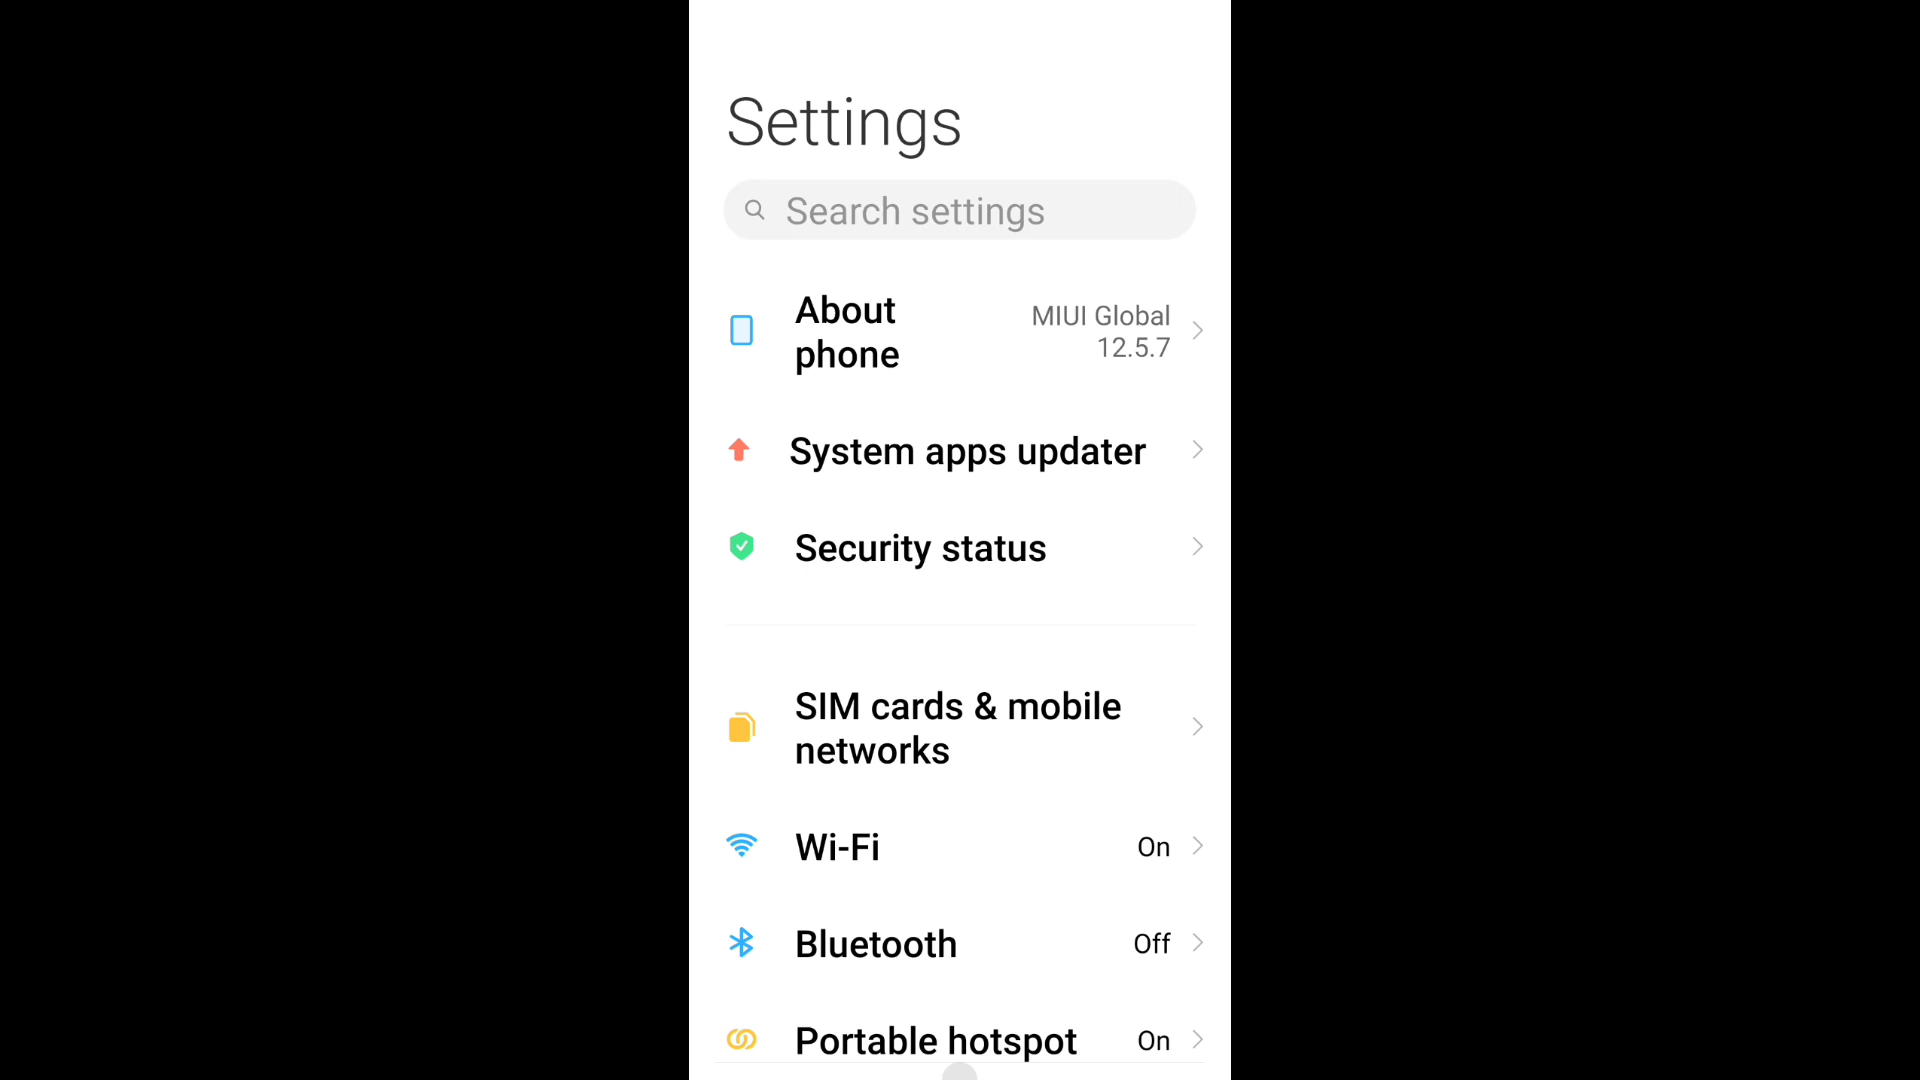 Settings
Search settings
About
phone
MIUI Global
12.5.7
System apps updater
Security status
SIM cards & mobile
networks
Wi-Fi
On
Bluetooth
Off
Portable hotspot
On